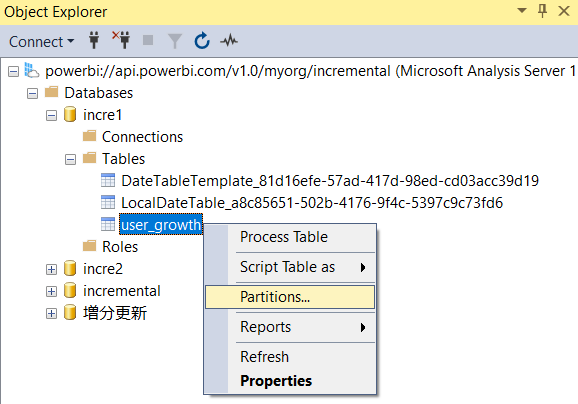 Object Explorer
Connect
powerbi://api.powerbi.com/v1.0/myorg/incremental (Microsoft Analysis Server 1
Databases
incre1
Connections
Tables
DateTableTemplate_81d16efe-57ad-417d-98ed-cd03acc39d19
LocalDateTable_a8c85651-502b-4176-9f4c-5397c9c73fd6
user_growth
Process Table
Roles
Script Table as
incre2
incremental
Partitions...
増分更新
Reports
Refresh
Properties